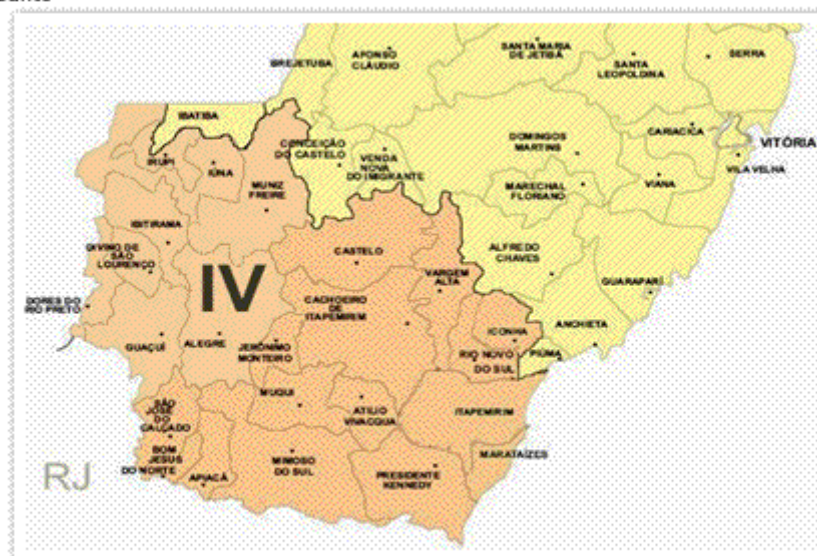 BREJETUBA
AFONSO
CLÁUDIO
SANTA MARIA
DE JETIBÁ
SANTA
LEOPOLDINA
SERRA
IBATIBA
CONCEIÇÃO
DO CASTELO
VENDA
NOVA
DO IMIGRANTE
DOMINGOS
MARTINS
CARIACICA
VITÓRIA
VILA VELHA
VIANA
MARECHAL
FLORIANO
IRUPI
IÚNA
MUNIZ
FREIRE
IBITIRAMA
DIVINO DE
SÃO
LOURENÇO
CASTELO
ALFREDO
CHAVES
VARGEM
ALTA
GUARAPARÍ
IV
DORES DO
RIO PRETO
CACHOEIRO
DE
ITAPEMIRIM
ICONHA
ANCHIETA
GUAÇUÍ
ALEGRE
JERÔNIMO
MONTEIRO
RIO NOVO
DO SUL
PIÚMA
MUQUI
ATILIO
VIVACQUA
ITAPEMIRIM
SÃO
JOSÉ
DO
CALÇADO
BOM
JESUS
DO NORTE
APIACÁ
MIMOSO
DO SUL
PRESIDENTE
KENNEDY
MARATAÍZES
RJ